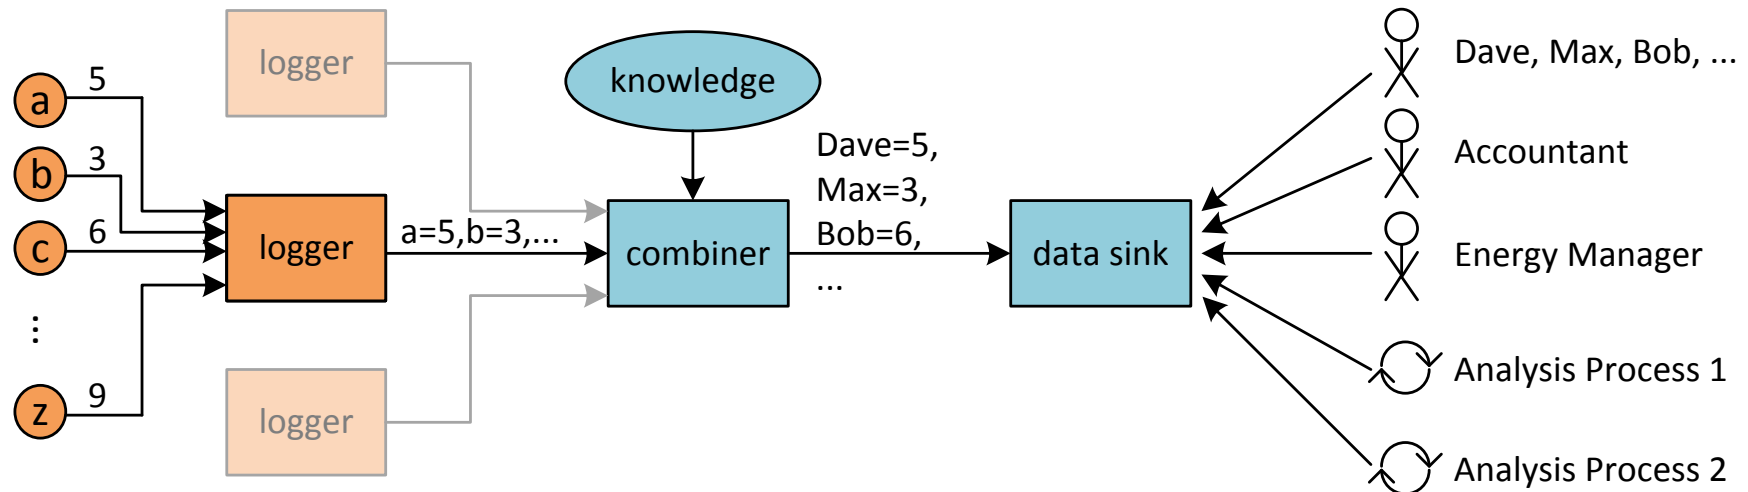 logger
knowledge
Dave, Max, Bob, ...
a
5
b
3
c
6
...
z
9
logger
a=5,b=3,...
combiner
Dave=5,
Max=3,
Bob=6,
...
data sink
Accountant
Energy Manager
logger
Analysis Process 1
Analysis Process 2